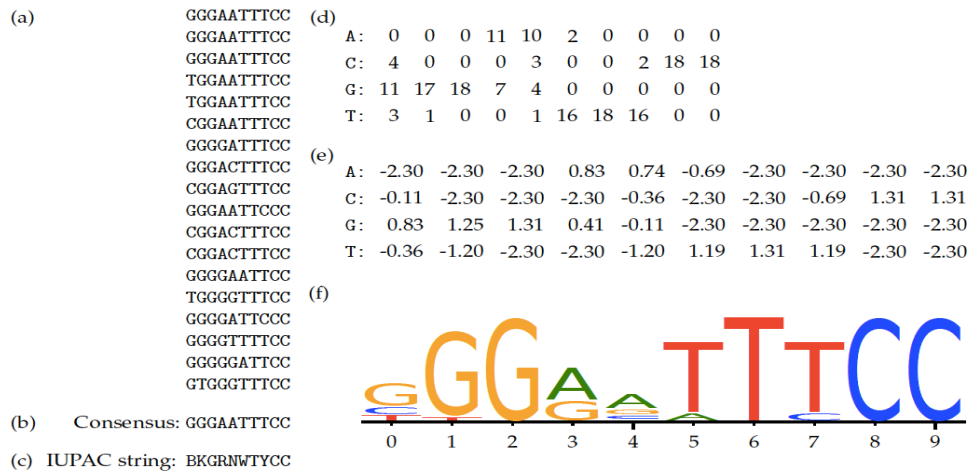 (a)
GGGAATTTCC
GGGAATTTCC
GGGAATTTCC
TGGAATTTCC
TGGAATTTCC
CGGAATTTCC
GGGGATTTCC
GGGACTTTCC
CGGAGTTTCC
GGGAATTCCC
CGGACTTTCC
CGGACTTTCC
GGGGAATTCC
TGGGGTTTCC
GGGGATTCCC
GGGGTTTTCC
GGGGGATTCC
GTGGGTTTCC
(b) Consensus: GGGAATTTCC
(c) IUPAC string: BKGRNWTYCC
(d)
A: 0 0 0 11 10 2 0 0 0 0
C: 4 0 0 0 3 0 0 2 18 18
G: 11 17 18 7 4 0 0 0 0 0
T: 3 1 0 0 1 16 18 16 0 0
(e)
A: -2.30 -2.30 -2.30 0.83 0.74 -0.69 -2.30 -2.30 -2.30 -2.30
C: -0.11 -2.30 -2.30 -2.30 -0.36 -2.30 -2.30 -0.69 1.31 1.31
G: 0.83 1.25 1.31 0.41 -0.11 -2.30 -2.30 -2.30 -2.30 -2.30
T: -0.36 -1.20 -2.30 -2.30 -1.20 1.19 1.31 1.19 -2.30 -2.30
(f)
G G G A A T T T C C
C T G G A C
T C
0 1 2 3 4 5 6 7 8 9